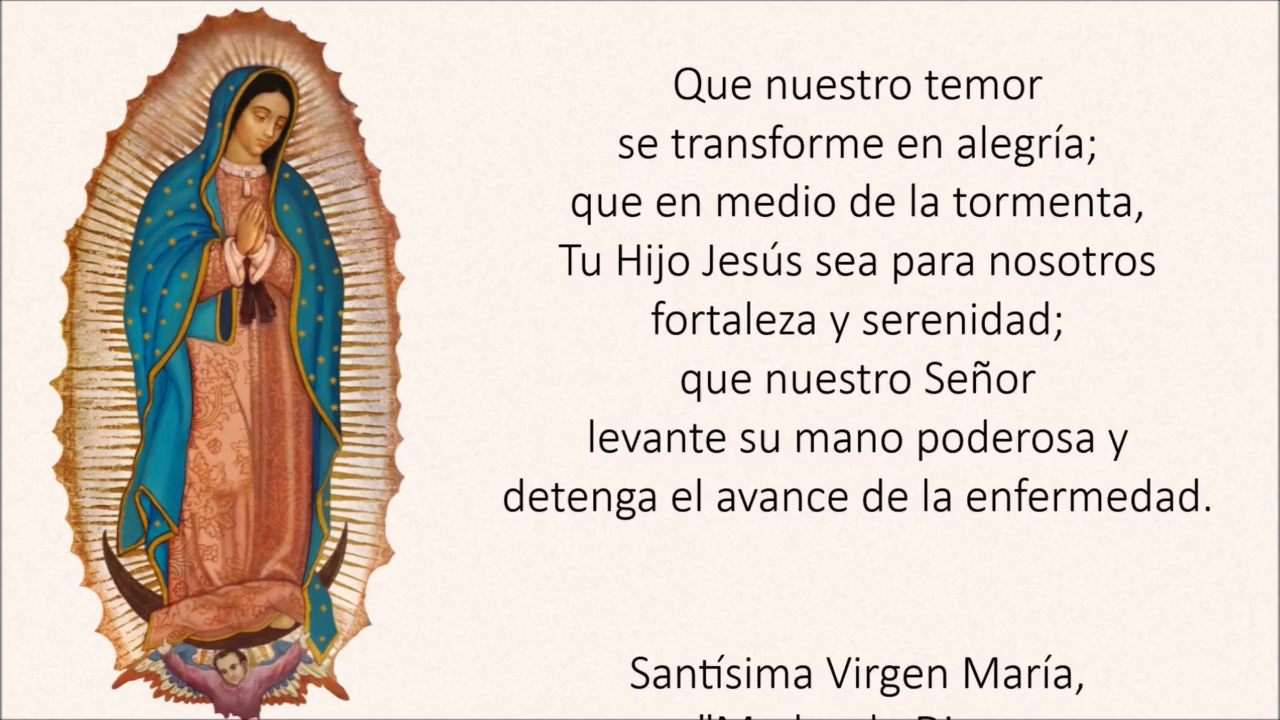 Que nuestro temor
se transforme en alegría;
que en medio de la tormenta,
Tu Hijo Jesús sea para nosotros
fortaleza y serenidad;
que nuestro Señor
levante su mano poderosa y
detenga el avance de la enfermedad.
Santísima Virgen María,